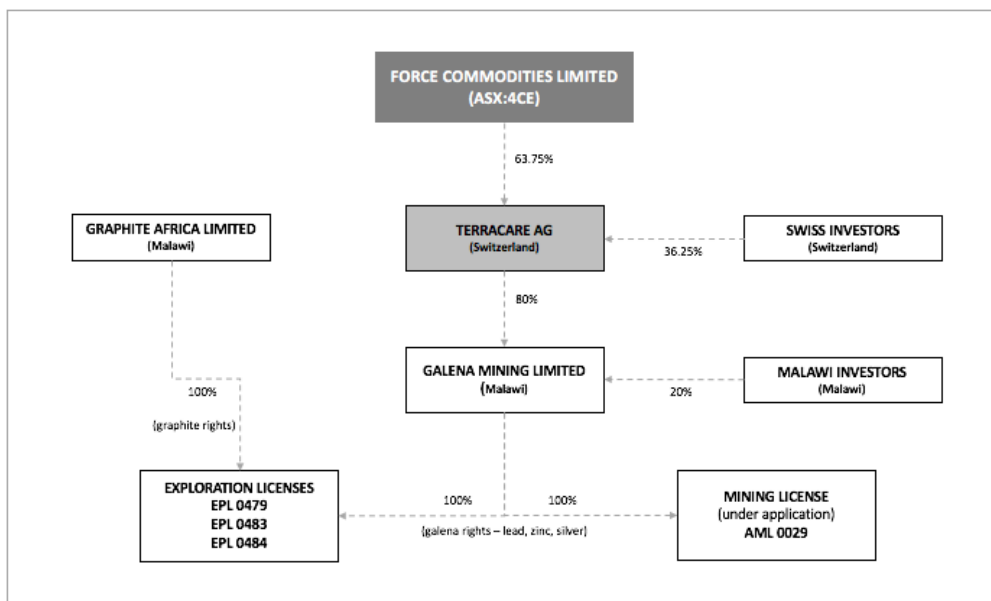 FORCE COMMODITIES LIMITED
(ASX:4CE)
63.75%
GRAPHITE AFRICA LIMITED
(Malawi)
TERRACARE AG
(Switzerland)
SWISS INVESTORS
(Switzerland)
36.25%
80%
GALENA MINING LIMITED
(Malawi)
MALAWI INVESTORS
(Malawi)
20%
100%
(graphite rights)
EXPLORATION LICENSES
EPL 0479
EPL 0483
EPL 0484
100%
100%
(galena rights – lead, zinc, silver)
MINING LICENSE
(under application)
AML 0029